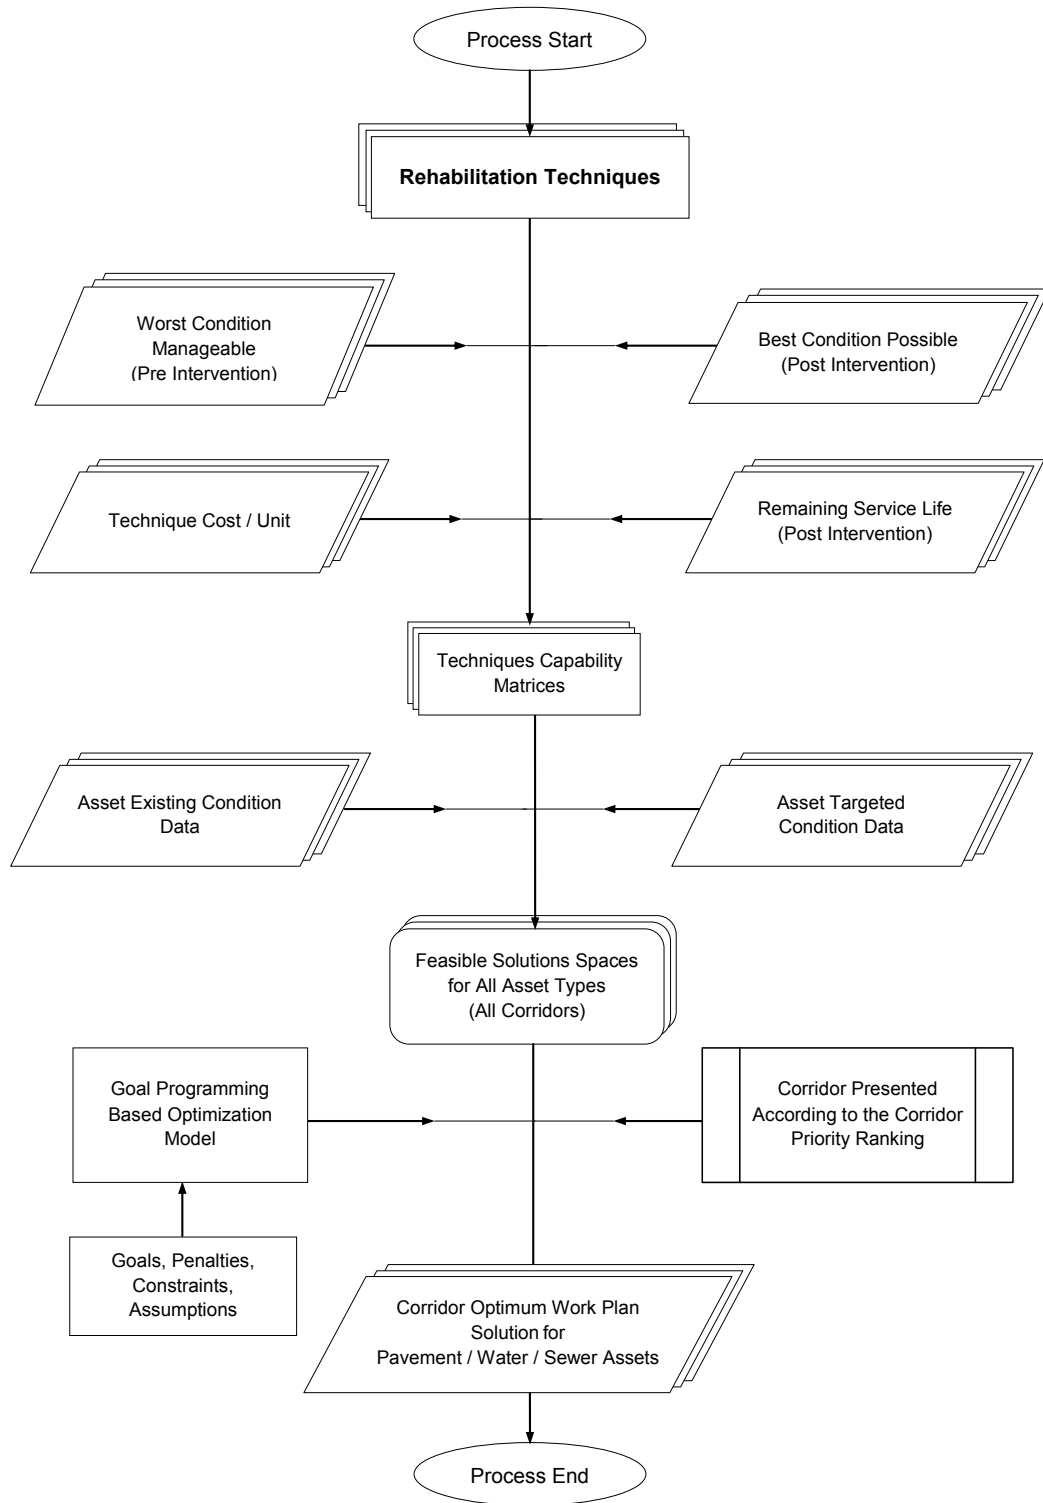 Process Start
Rehabilitation Techniques
Worst Condition
Manageable
(Pre Intervention)
Best Condition Possible
(Post Intervention)
Technique Cost / Unit
Remaining Service Life
(Post Intervention)
Techniques Capability
Matrices
Asset Existing Condition
Data
Asset Targeted
Condition Data
Feasible Solutions Spaces
for All Asset Types
(All Corridors)
Goal Programming
Based Optimization
Model
Corridor Presented
According to the Corridor
Priority Ranking
Goals, Penalties,
Constraints,
Assumptions
Corridor Optimum Work Plan
Solution for
Pavement / Water / Sewer Assets
Process End